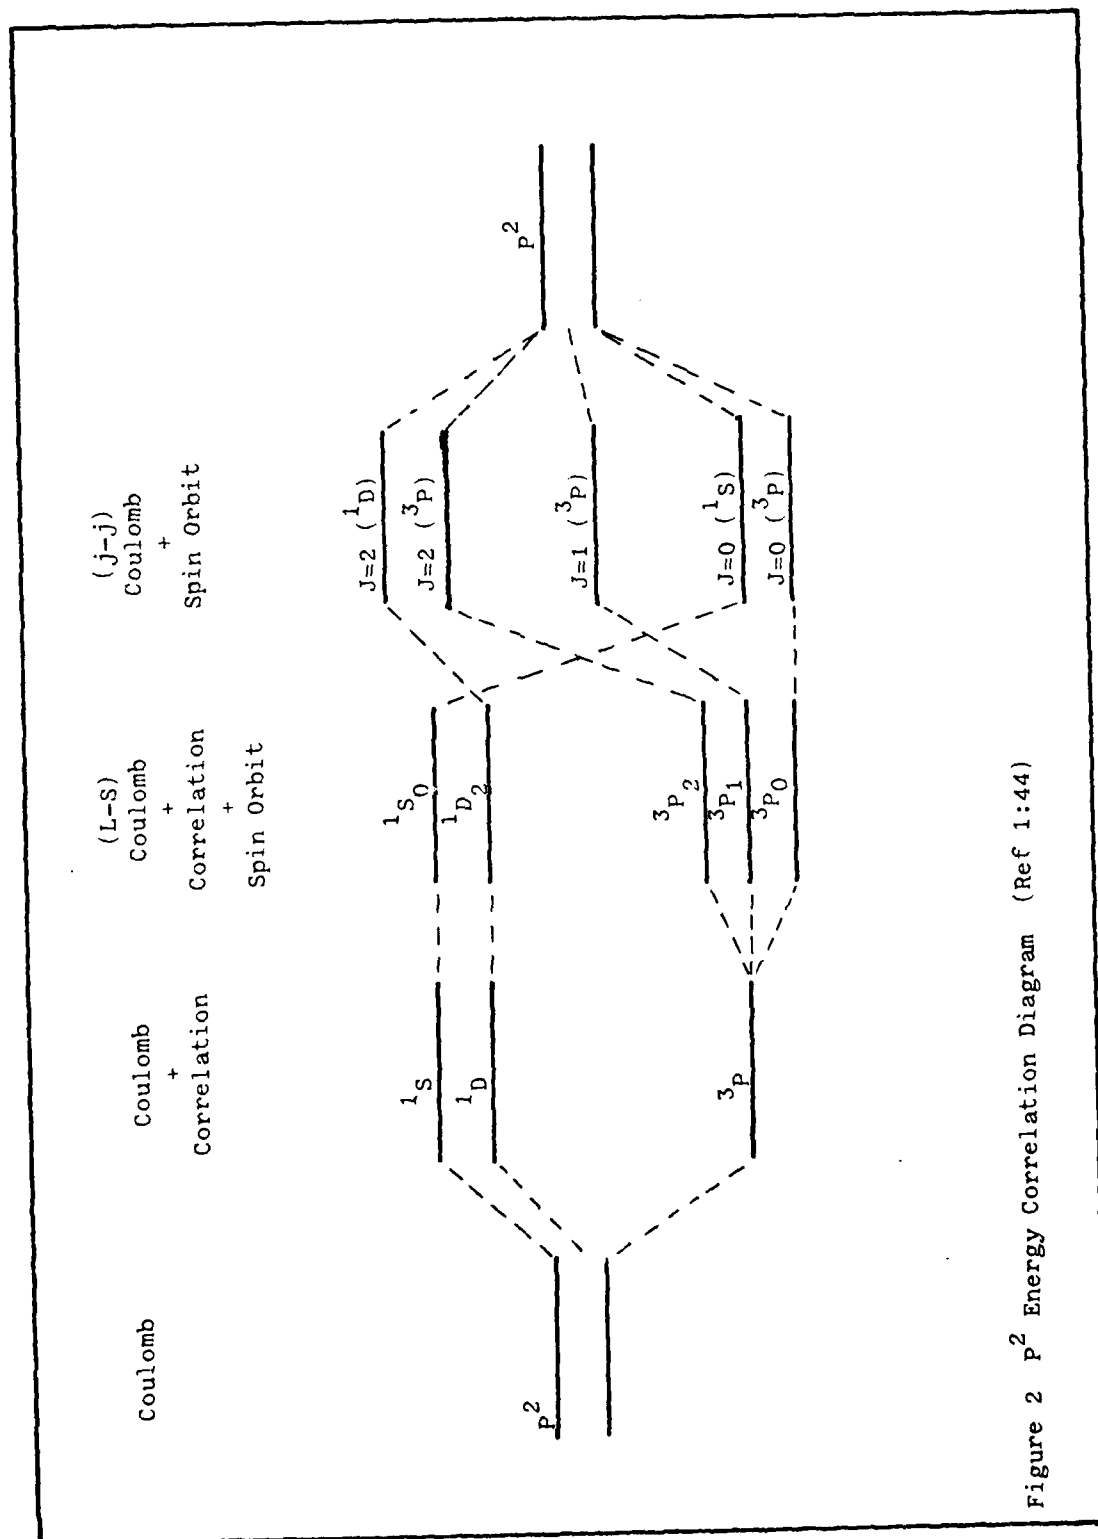 Coulomb
Coulomb
+
Correlation
(L-S)
Coulomb
+
Correlation
+
Spin Orbit
(j-j)
Coulomb
+
Spin Orbit
P²
¹S
¹D
³P
¹S₀
¹D₂
³P₂
³P₁
³P₀
J=2 (¹D)
J=2 (³P)
J=1 (³P)
J=0 (¹S)
J=0 (³P)
P²
Figure 2 P² Energy Correlation Diagram (Ref 1:44)